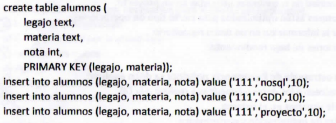 create table alumnos (
legajo text,
materia text,
nota int,
PRIMARY KEY (legajo, materia));
insert into alumnos (legajo, materia, nota) value ('111','nosql',10);
insert into alumnos (legajo, materia, nota) value ('111','GDD',10);
insert into alumnos (legajo, materia, nota) value ('111','proyecto',10);